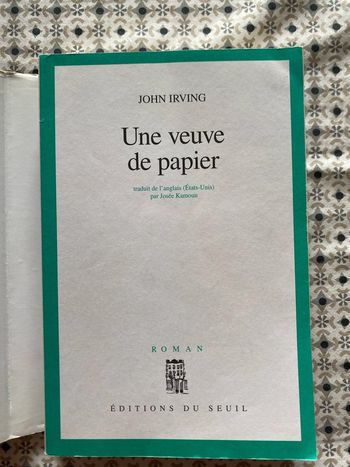 JOHN IRVING
Une veuve
de papier
traduit de l'anglais (États-Unis)
par Josée Kamoun
ROMAN
ÉDITIONS DU SEUIL